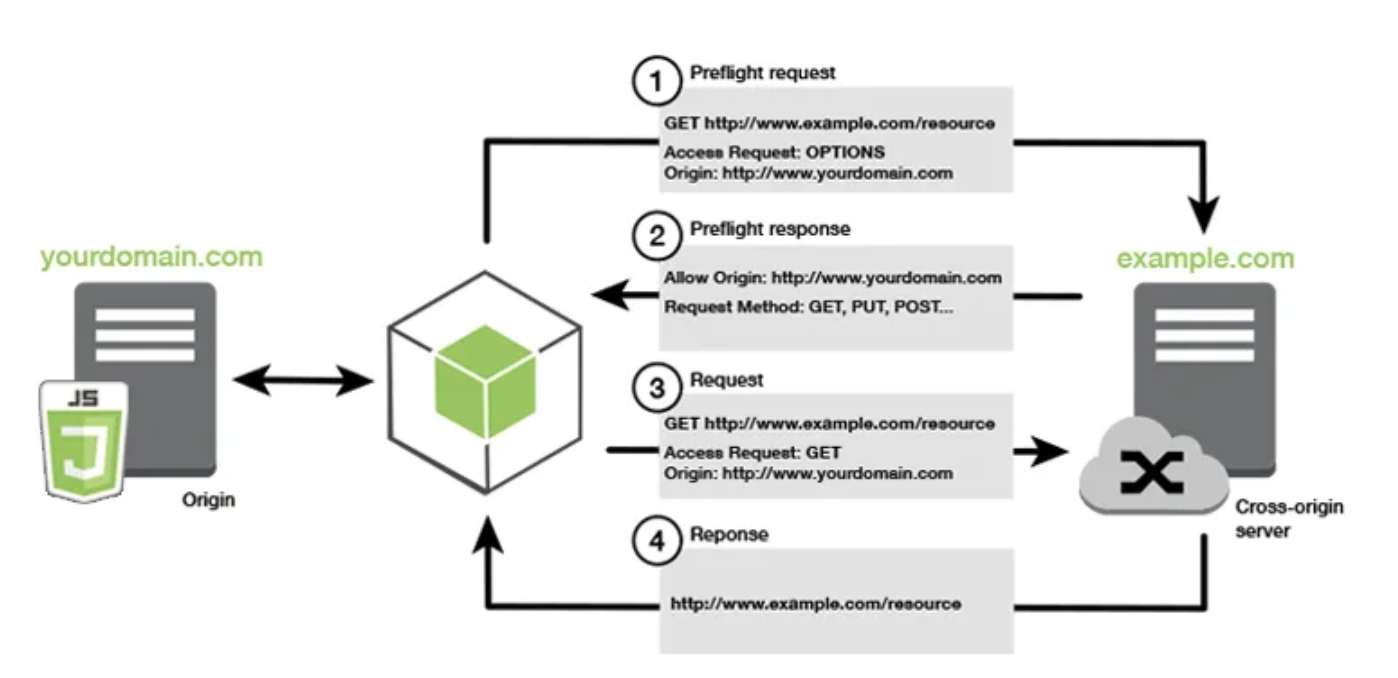 1 Preflight request
GET http://www.example.com/resource
Access Request: OPTIONS
Origin: http://www.yourdomain.com
2 Preflight response
Allow Origin: http://www.yourdomain.com
Request Method: GET, PUT, POST...
yourdomain.com
JS
Origin
example.com
3 Request
GET http://www.example.com/resource
Access Request: GET
Origin: http://www.yourdomain.com
Cross-origin
server
4 Reponse
http://www.example.com/resource